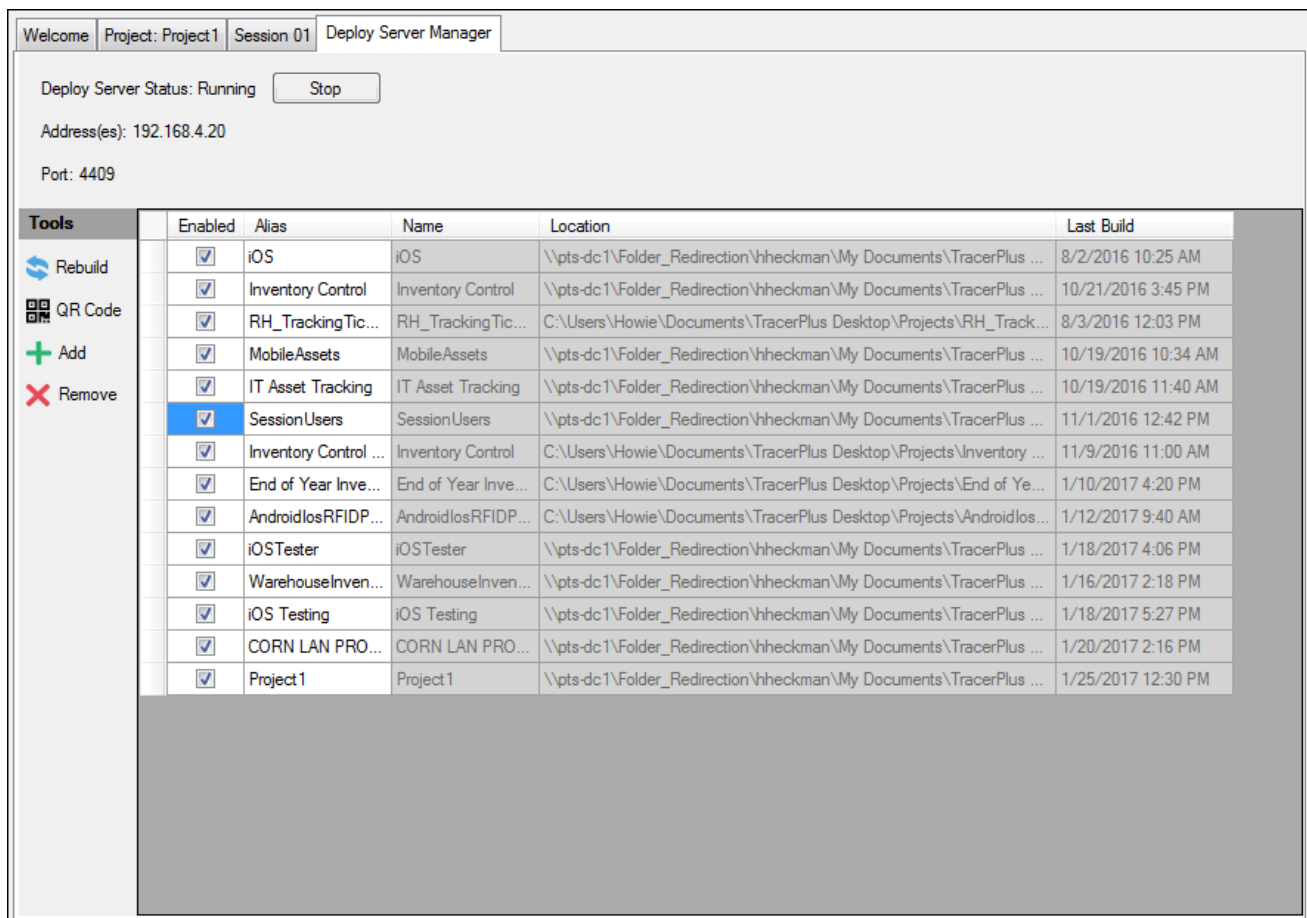 Welcome Project: Project1 Session 01 Deploy Server Manager
Deploy Server Status: Running Stop
Address(es): 192.168.4.20
Port: 4409
Tools
Rebuild
QR Code
Add
Remove
Enabled Alias Name Location Last Build
iOS iOS \\pts-dc1\Folder_Redirection\hheckman\My Documents\TracerPlus ... 8/2/2016 10:25 AM
Inventory Control Inventory Control \\pts-dc1\Folder_Redirection\hheckman\My Documents\TracerPlus ... 10/21/2016 3:45 PM
RH_TrackingTic... RH_TrackingTic... C:\Users\Howie\Documents\TracerPlus Desktop\Projects\RH_Track... 8/3/2016 12:03 PM
MobileAssets MobileAssets \\pts-dc1\Folder_Redirection\hheckman\My Documents\TracerPlus ... 10/19/2016 10:34 AM
IT Asset Tracking IT Asset Tracking \\pts-dc1\Folder_Redirection\hheckman\My Documents\TracerPlus ... 10/19/2016 11:40 AM
SessionUsers SessionUsers \\pts-dc1\Folder_Redirection\hheckman\My Documents\TracerPlus ... 11/1/2016 12:42 PM
Inventory Control ... Inventory Control C:\Users\Howie\Documents\TracerPlus Desktop\Projects\Inventory ... 11/9/2016 11:00 AM
End of Year Inve... End of Year Inve... C:\Users\Howie\Documents\TracerPlus Desktop\Projects\End of Ye... 1/10/2017 4:20 PM
AndroidIosRFIDP... AndroidIosRFIDP... C:\Users\Howie\Documents\TracerPlus Desktop\Projects\AndroidIos... 1/12/2017 9:40 AM
iOSTester iOSTester \\pts-dc1\Folder_Redirection\hheckman\My Documents\TracerPlus ... 1/18/2017 4:06 PM
WarehouseInven... WarehouseInven... \\pts-dc1\Folder_Redirection\hheckman\My Documents\TracerPlus ... 1/16/2017 2:18 PM
iOS Testing iOS Testing \\pts-dc1\Folder_Redirection\hheckman\My Documents\TracerPlus ... 1/18/2017 5:27 PM
CORN LAN PRO... CORN LAN PRO... \\pts-dc1\Folder_Redirection\hheckman\My Documents\TracerPlus ... 1/20/2017 2:16 PM
Project1 Project1 \\pts-dc1\Folder_Redirection\hheckman\My Documents\TracerPlus ... 1/25/2017 12:30 PM